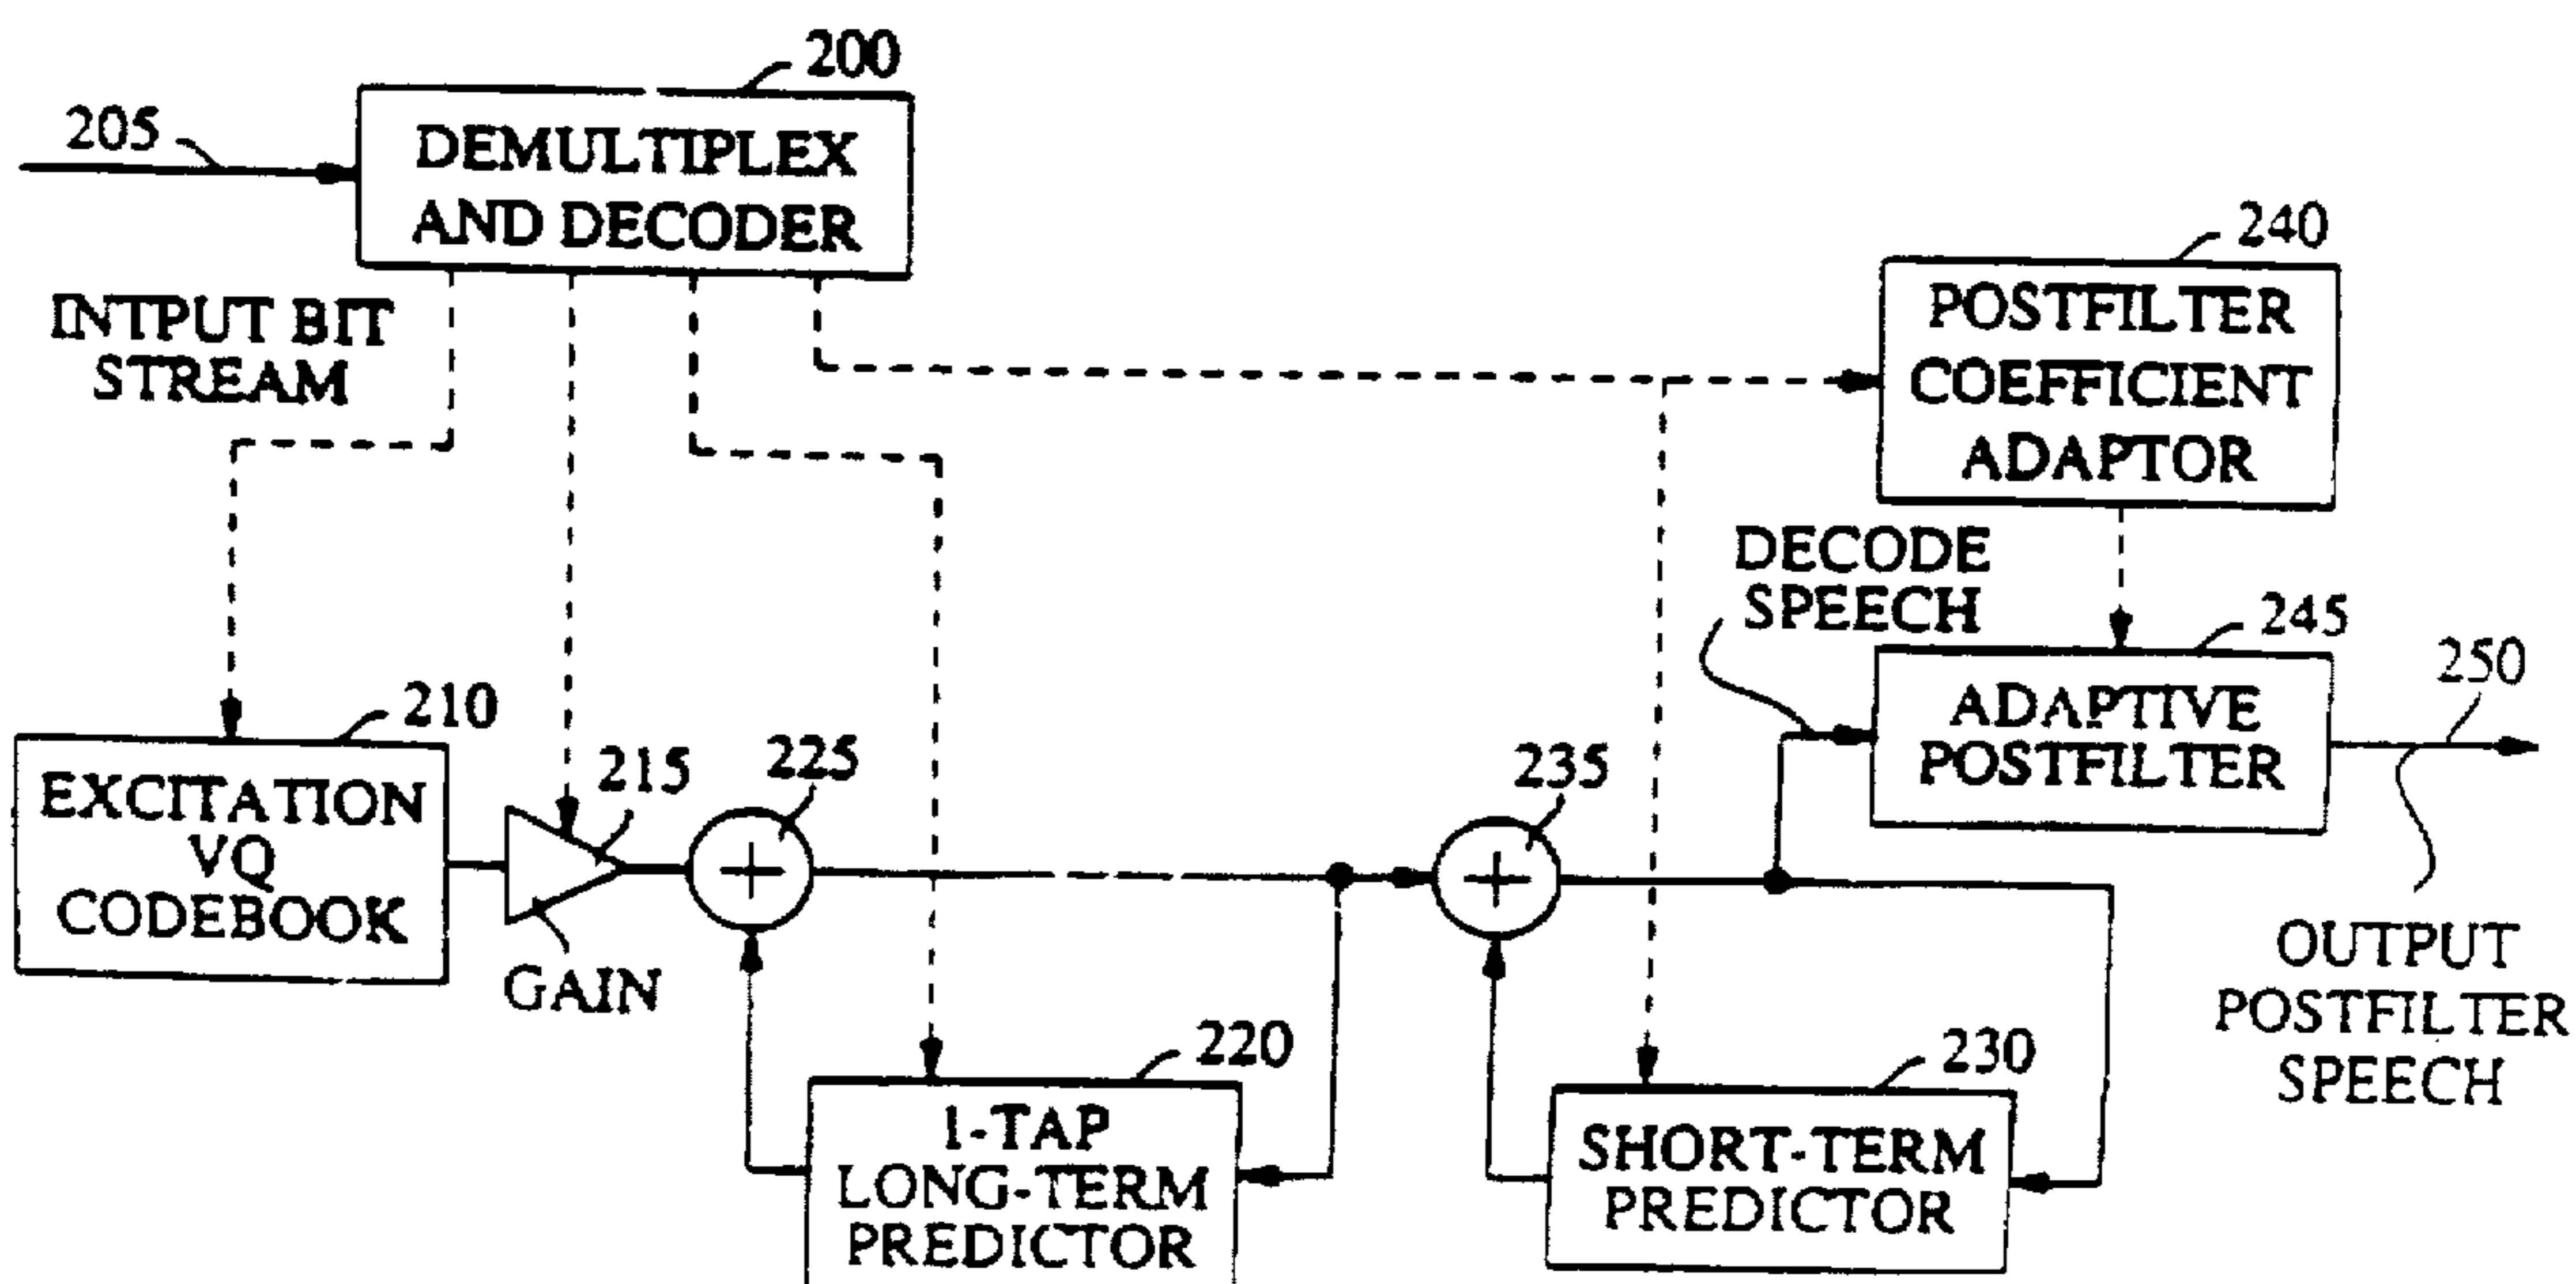 200
205
DEMULTIPLEX
AND DECODER
INTPUT BIT
STREAM
240
POSTFILTER
COEFFICIENT
ADAPTOR
DECODE
SPEECH
245
ADAPTIVE
POSTFILTER
250
OUTPUT
POSTFILTER
SPEECH
210
EXCITATION
VQ
CODEBOOK
215
GAIN
225
+
235
+
220
1-TAP
LONG-TERM
PREDICTOR
230
SHORT-TERM
PREDICTOR